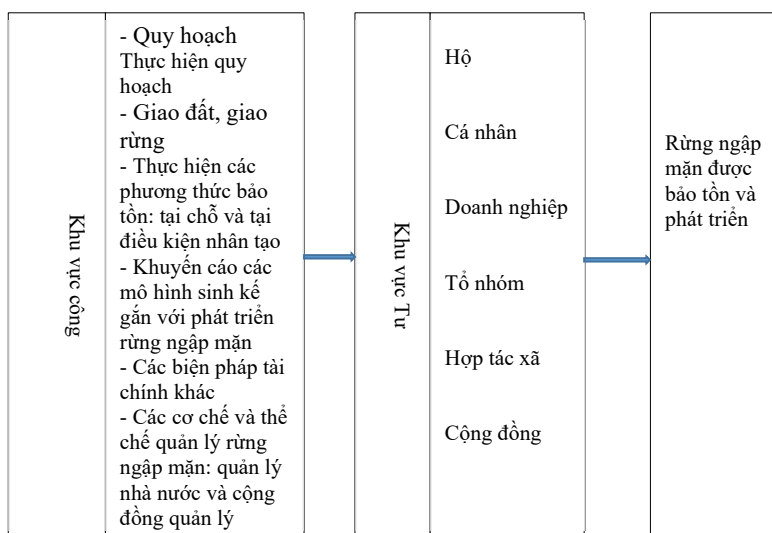 Khu vực công
- Quy hoạch
Thực hiện quy
hoạch
- Giao đất, giao
rừng
- Thực hiện các
phương thức bảo
tồn: tại chỗ và tại
điều kiện nhân tạo
- Khuyến cáo các
mô hình sinh kế
gắn với phát triển
rừng ngập mặn
- Các biện pháp tài
chính khác
- Các cơ chế và thể
chế quản lý rừng
ngập mặn: quản lý
nhà nước và cộng
đồng quản lý
Khu vực Tư
Hộ
Cá nhân
Doanh nghiệp
Tổ nhóm
Hợp tác xã
Cộng đồng
Rừng ngập
mặn được
bảo tồn và
phát triển